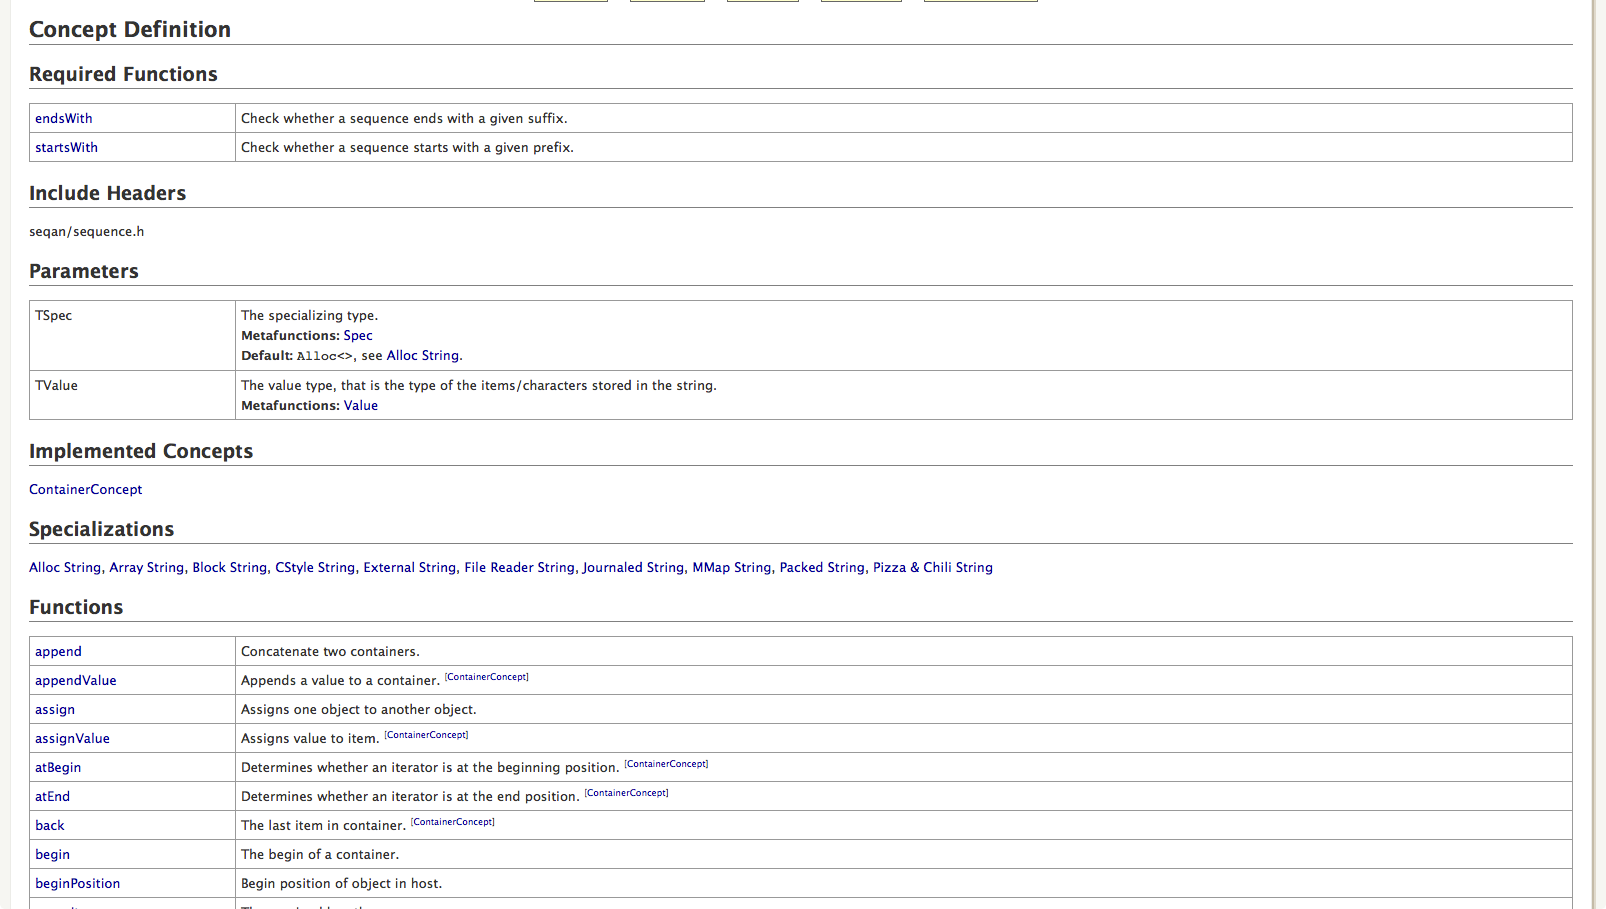 Concept Definition
Required Functions
endsWith Check whether a sequence ends with a given suffix.
startsWith Check whether a sequence starts with a given prefix.
Include Headers
seqan/sequence.h
Parameters
TSpec The specializing type.
Metafunctions: Spec
Default: Alloc<>, see Alloc String.
TValue The value type, that is the type of the items/characters stored in the string.
Metafunctions: Value
Implemented Concepts
ContainerConcept
Specializations
Alloc String, Array String, Block String, CStyle String, External String, File Reader String, Journaled String, MMap String, Packed String, Pizza & Chili String
Functions
append Concatenate two containers.
appendValue Appends a value to a container. [ContainerConcept]
assign Assigns one object to another object.
assignValue Assigns value to item. [ContainerConcept]
atBegin Determines whether an iterator is at the beginning position. [ContainerConcept]
atEnd Determines whether an iterator is at the end position. [ContainerConcept]
back The last item in container. [ContainerConcept]
begin The begin of a container.
beginPosition Begin position of object in host.